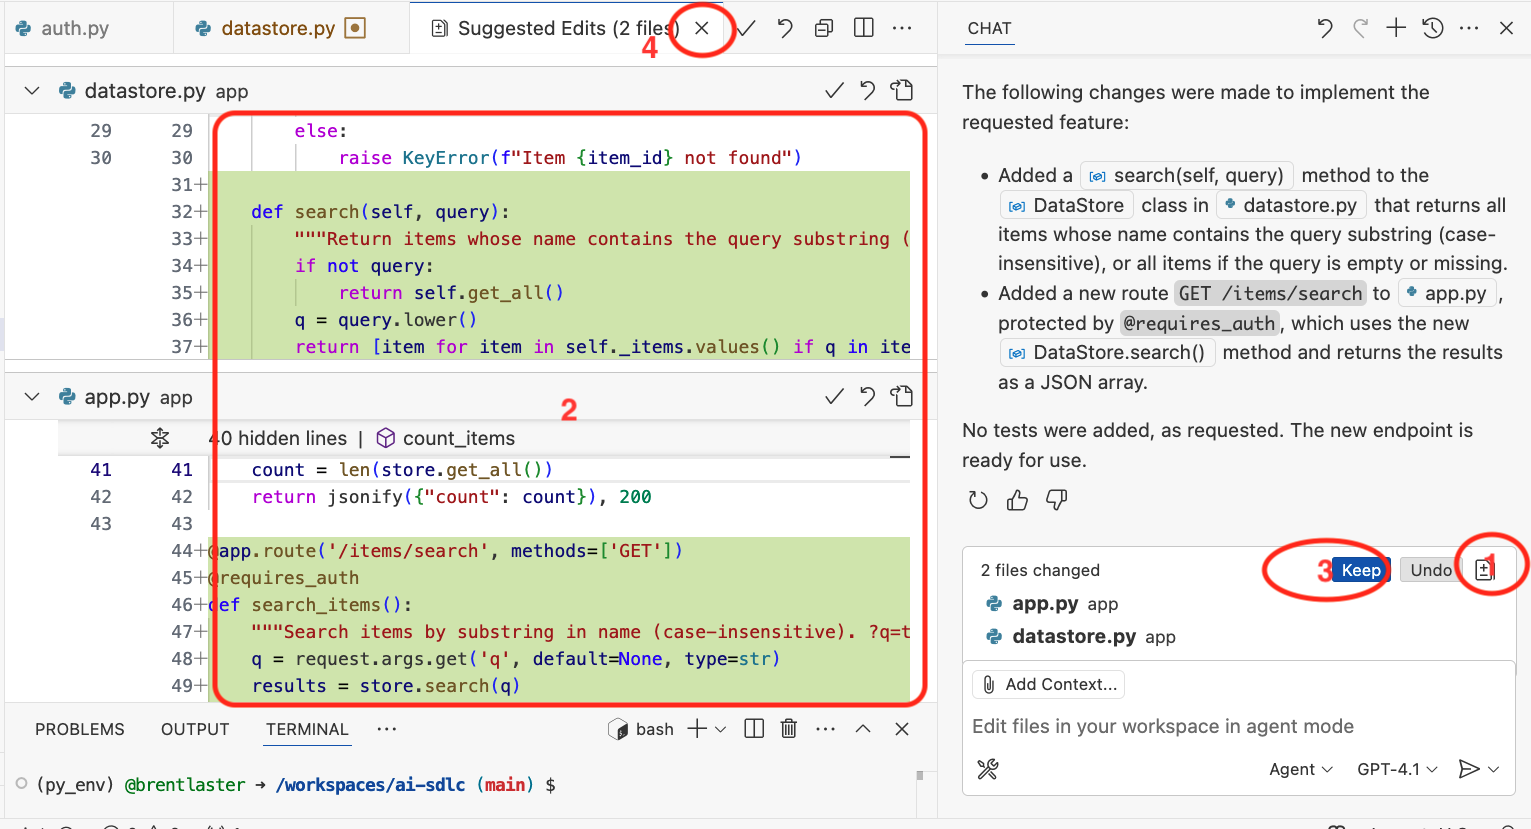 auth.py
datastore.py
Suggested Edits (2 files)
4
datastore.py app
29 29 else:
30 30 raise KeyError(f"Item {item_id} not found")
31+
32+ def search(self, query):
33+ """Return items whose name contains the query substring (
34+ if not query:
35+ return self.get_all()
36+ q = query.lower()
37+ return [item for item in self._items.values() if q in ite
app.py app
2
40 hidden lines | count_items
41 41 count = len(store.get_all())
42 42 return jsonify({"count": count}), 200
43 43
44+ @app.route('/items/search', methods=['GET'])
45+ @requires_auth
46+ def search_items():
47+ """Search items by substring in name (case-insensitive). ?q=t
48+ q = request.args.get('q', default=None, type=str)
49+ results = store.search(q)
PROBLEMS OUTPUT TERMINAL ···
bash
(py_env) @brentlaster → /workspaces/ai-sdlc (main) $
CHAT
The following changes were made to implement the
requested feature:
• Added a search(self, query) method to the
DataStore class in datastore.py that returns all
items whose name contains the query substring (case-
insensitive), or all items if the query is empty or missing.
• Added a new route GET /items/search to app.py,
protected by @requires_auth, which uses the new
DataStore.search() method and returns the results
as a JSON array.
No tests were added, as requested. The new endpoint is
ready for use.
2 files changed 3 Keep Undo 1
app.py app
datastore.py app
Add Context...
Edit files in your workspace in agent mode
Agent GPT-4.1